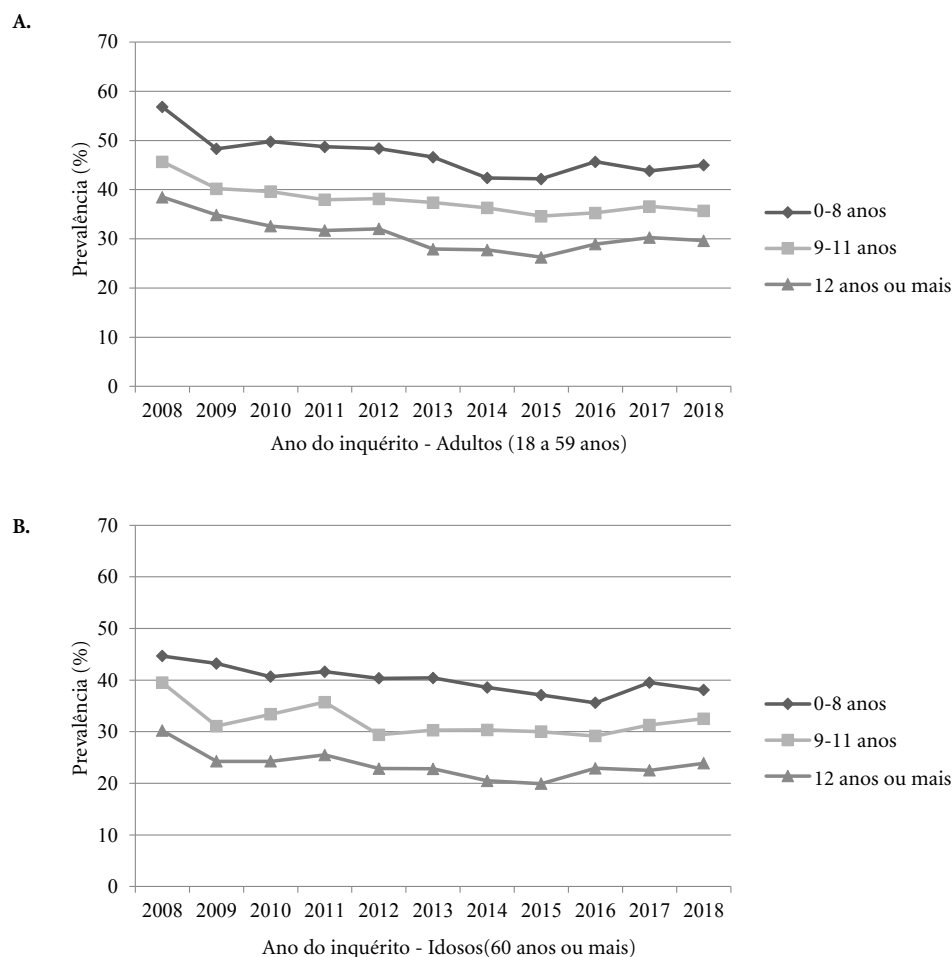 A.
Prevalência (%)
70
60
50
40
30
20
10
0
2008 2009 2010 2011 2012 2013 2014 2015 2016 2017 2018
Ano do inquérito - Adultos (18 a 59 anos)
0-8 anos
9-11 anos
12 anos ou mais
B.
Prevalência (%)
70
60
50
40
30
20
10
0
2008 2009 2010 2011 2012 2013 2014 2015 2016 2017 2018
Ano do inquérito - Idosos(60 anos ou mais)
0-8 anos
9-11 anos
12 anos ou mais